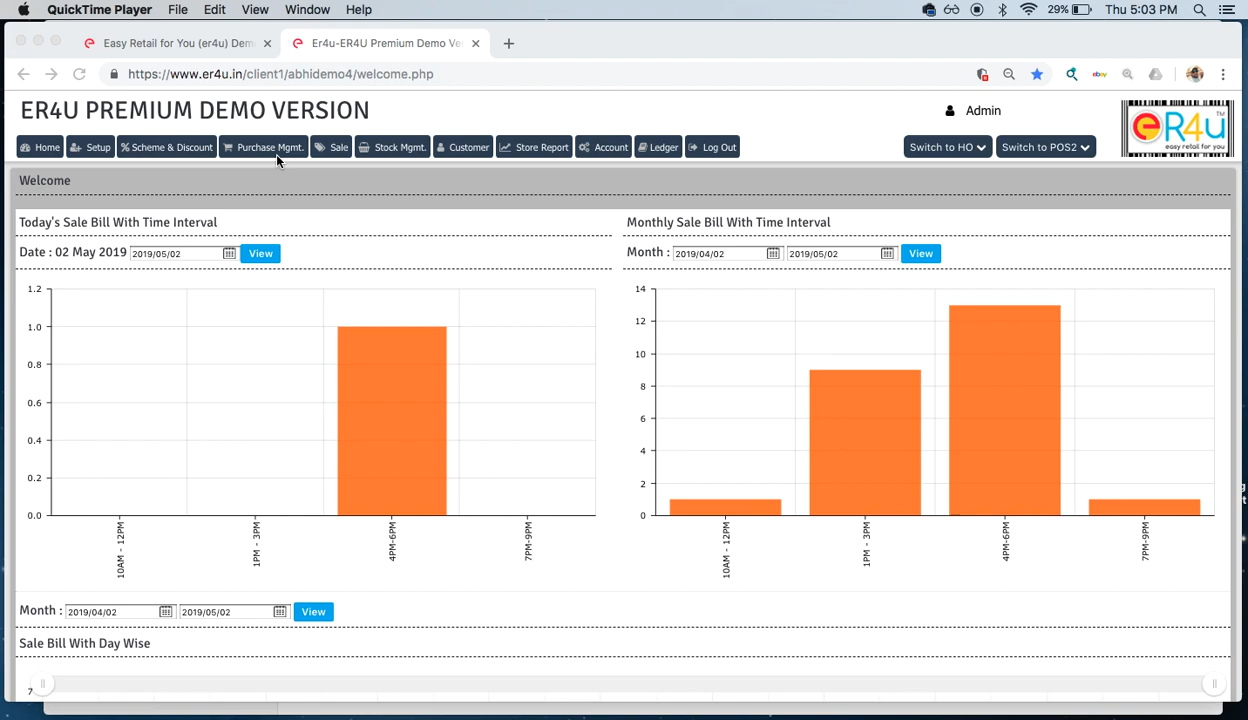 QuickTime Player File Edit View Window Help 29% Thu 5:03 PM
Easy Retail for You (er4u) Dem Er4u-ER4U Premium Demo Ve
https://www.er4u.in/client1/abhidemo4/welcome.php ebay
ER4U PREMIUM DEMO VERSION Admin
eR4u TM
easy retail for you
Home Setup Scheme & Discount Purchase Mgmt. Sale Stock Mgmt. Customer Store Report Account Ledger Log Out Switch to HO Switch to POS2
Welcome
Today's Sale Bill With Time Interval
Date : 02 May 2019 2019/05/02 View
1.2
1.0
0.8
0.6
0.4
0.2
0.0
10AM - 12PM
1PM - 3PM
4PM-6PM
7PM-9PM
Monthly Sale Bill With Time Interval
Month : 2019/04/02 2019/05/02 View
14
12
10
8
6
4
2
0
10AM - 12PM
1PM - 3PM
4PM-6PM
7PM-9PM
Month : 2019/04/02 2019/05/02 View
Sale Bill With Day Wise
7